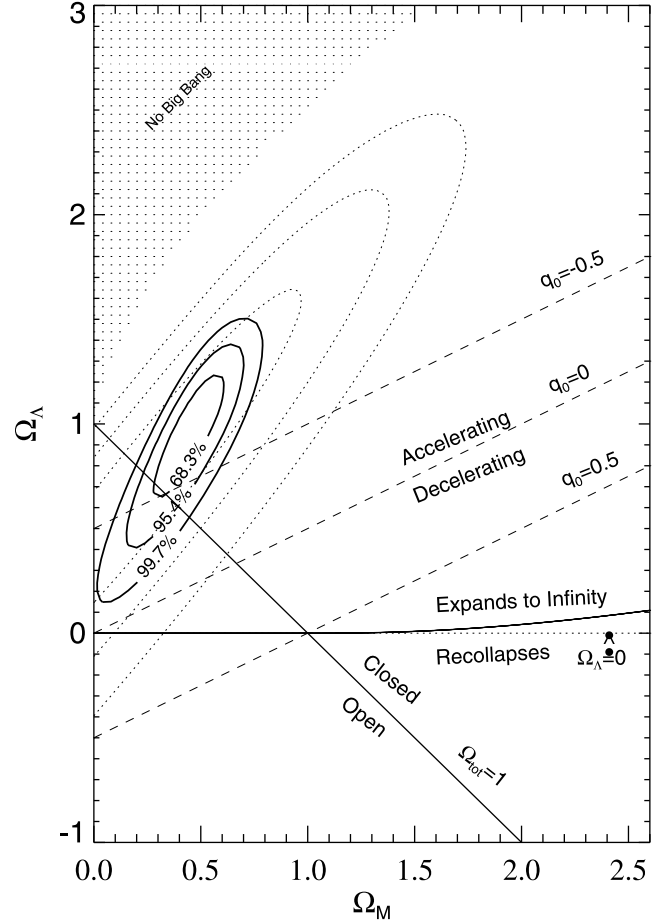 3
No Big Bang
2
q₀=-0.5
q₀=0
1
Accelerating
Decelerating
q₀=0.5
68.3%
95.4%
99.7%
Ω_Λ
Expands to Infinity
0
Recollapses
Ω_Λ=0
Closed
Open
Ω_tot=1
-1
0.0 0.5 1.0 1.5 2.0 2.5
Ω_M